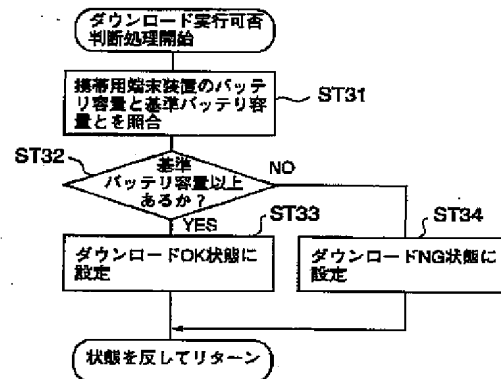 ダウンロード実行可否
判断処理開始
携帯用端末装置のバッテ
リ容量と基準バッテリ容
量とを照合
ST31
ST32
基準
バッテリ容量以上
あるか？
NO
YES
ST33
ST34
ダウンロードOK状態に
設定
ダウンロードNG状態に
設定
状態を反してリターン